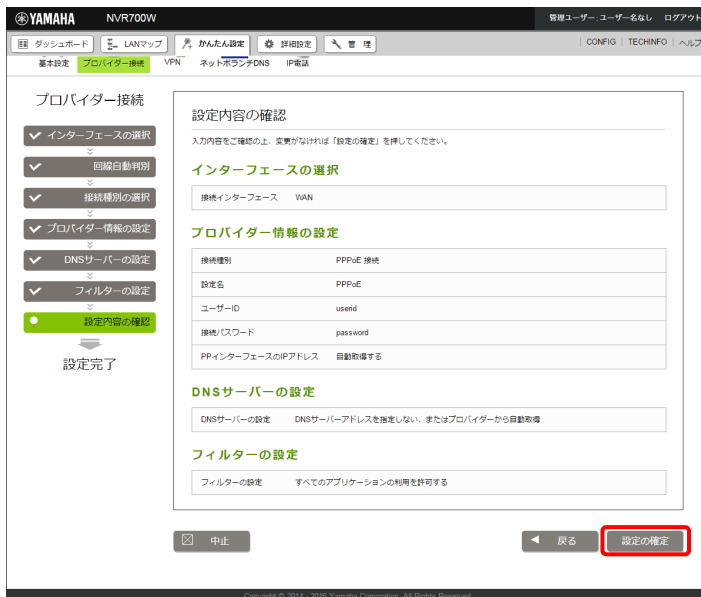 YAMAHA NVR700W 管理ユーザー:ユーザー名なし ログアウト
ダッシュボード LANマップ かんたん設定 詳細設定 管理 CONFIG TECHINFO ヘルプ
基本設定 プロバイダー接続 VPN ネットボランチDNS IP電話
プロバイダー接続
インターフェースの選択
回線自動判別
接続種別の選択
プロバイダー情報の設定
DNSサーバーの設定
フィルターの設定
設定内容の確認
設定完了
設定内容の確認
入力内容をご確認の上、変更がなければ「設定の確定」を押してください。
インターフェースの選択
接続インターフェース WAN
プロバイダー情報の設定
接続種別 PPPoE 接続
設定名 PPPoE
ユーザーID userid
接続パスワード password
PPインターフェースのIPアドレス 自動取得する
DNSサーバーの設定
DNSサーバーの設定 DNSサーバーアドレスを指定しない、またはプロバイダーから自動取得
フィルターの設定
フィルターの設定 すべてのアプリケーションの利用を許可する
中止 戻る 設定の確定
Copyright © 2014 - 2016 Yamaha Corporation. All Rights Reserved.